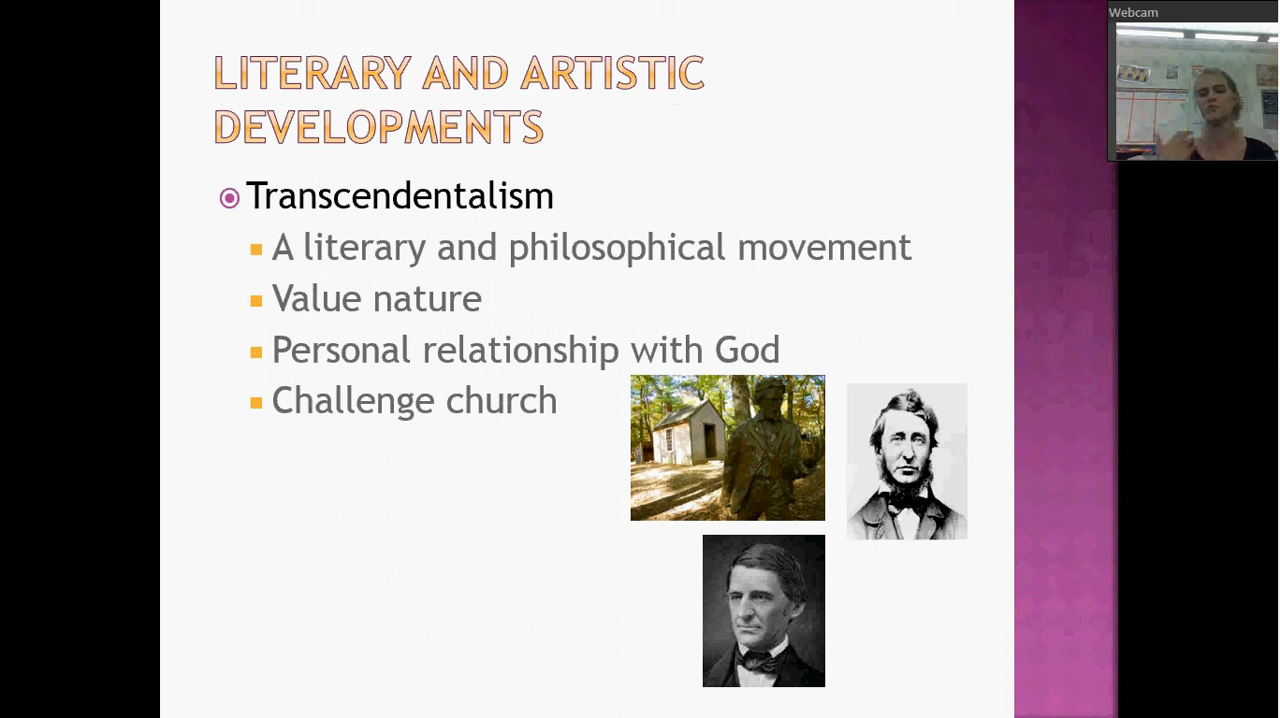 Webcam
LITERARY AND ARTISTIC
DEVELOPMENTS
Transcendentalism
A literary and philosophical movement
Value nature
Personal relationship with God
Challenge church